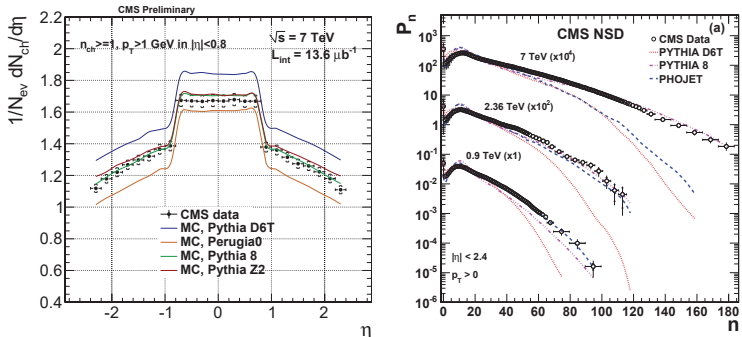 CMS Preliminary
n_ch>=1, p_T>1 GeV in |η|<0.8
√s = 7 TeV
L_int = 13.6 μb⁻¹
1/N_ev dN_ch/dη
2.2
2
1.8
1.6
1.4
1.2
1
0.8
0.6
0.4
CMS data
MC, Pythia D6T
MC, Perugia0
MC, Pythia 8
MC, Pythia Z2
-2 -1 0 1 2
η
P_n
CMS NSD
(a)
CMS Data
PYTHIA D6T
PYTHIA 8
PHOJET
7 TeV (x10⁴)
2.36 TeV (x10²)
0.9 TeV (x1)
|η| < 2.4
p_T > 0
10⁴
10³
10²
10
1
10⁻¹
10⁻²
10⁻³
10⁻⁴
10⁻⁵
10⁻⁶
0 20 40 60 80 100 120 140 160 180
n